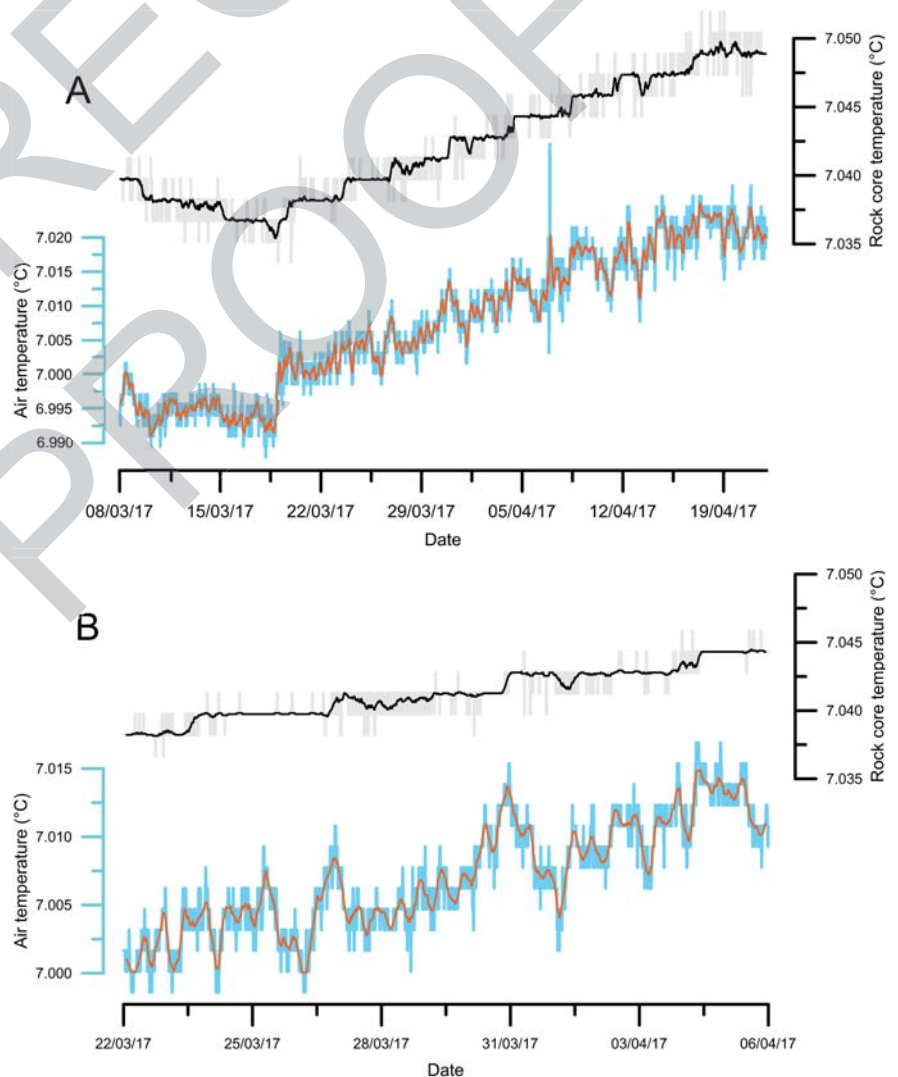 A
7.050
7.045
7.040
7.035
Rock core temperature (°C)
7.020
7.015
7.010
7.005
7.000
6.995
6.990
Air temperature (°C)
08/03/17 15/03/17 22/03/17 29/03/17 05/04/17 12/04/17 19/04/17
Date
B
7.050
7.045
7.040
7.035
Rock core temperature (°C)
7.015
7.010
7.005
7.000
Air temperature (°C)
22/03/17 25/03/17 28/03/17 31/03/17 03/04/17 06/04/17
Date
PROOF